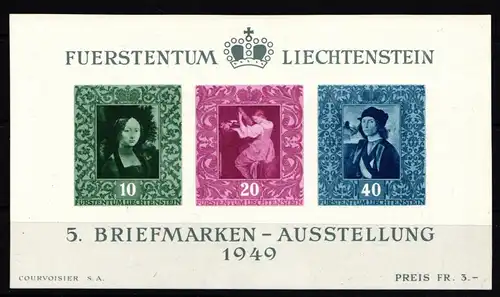 FUERSTENTUM LIECHTENSTEIN
10 20 40
FÜRSTENTUM LIECHTENSTEIN FÜRSTENTUM LIECHTENSTEIN FÜRSTENTUM LIECHTENSTEIN
5. BRIEFMARKEN – AUSSTELLUNG
1949
COURVOISIER S.A. PREIS FR. 3.–